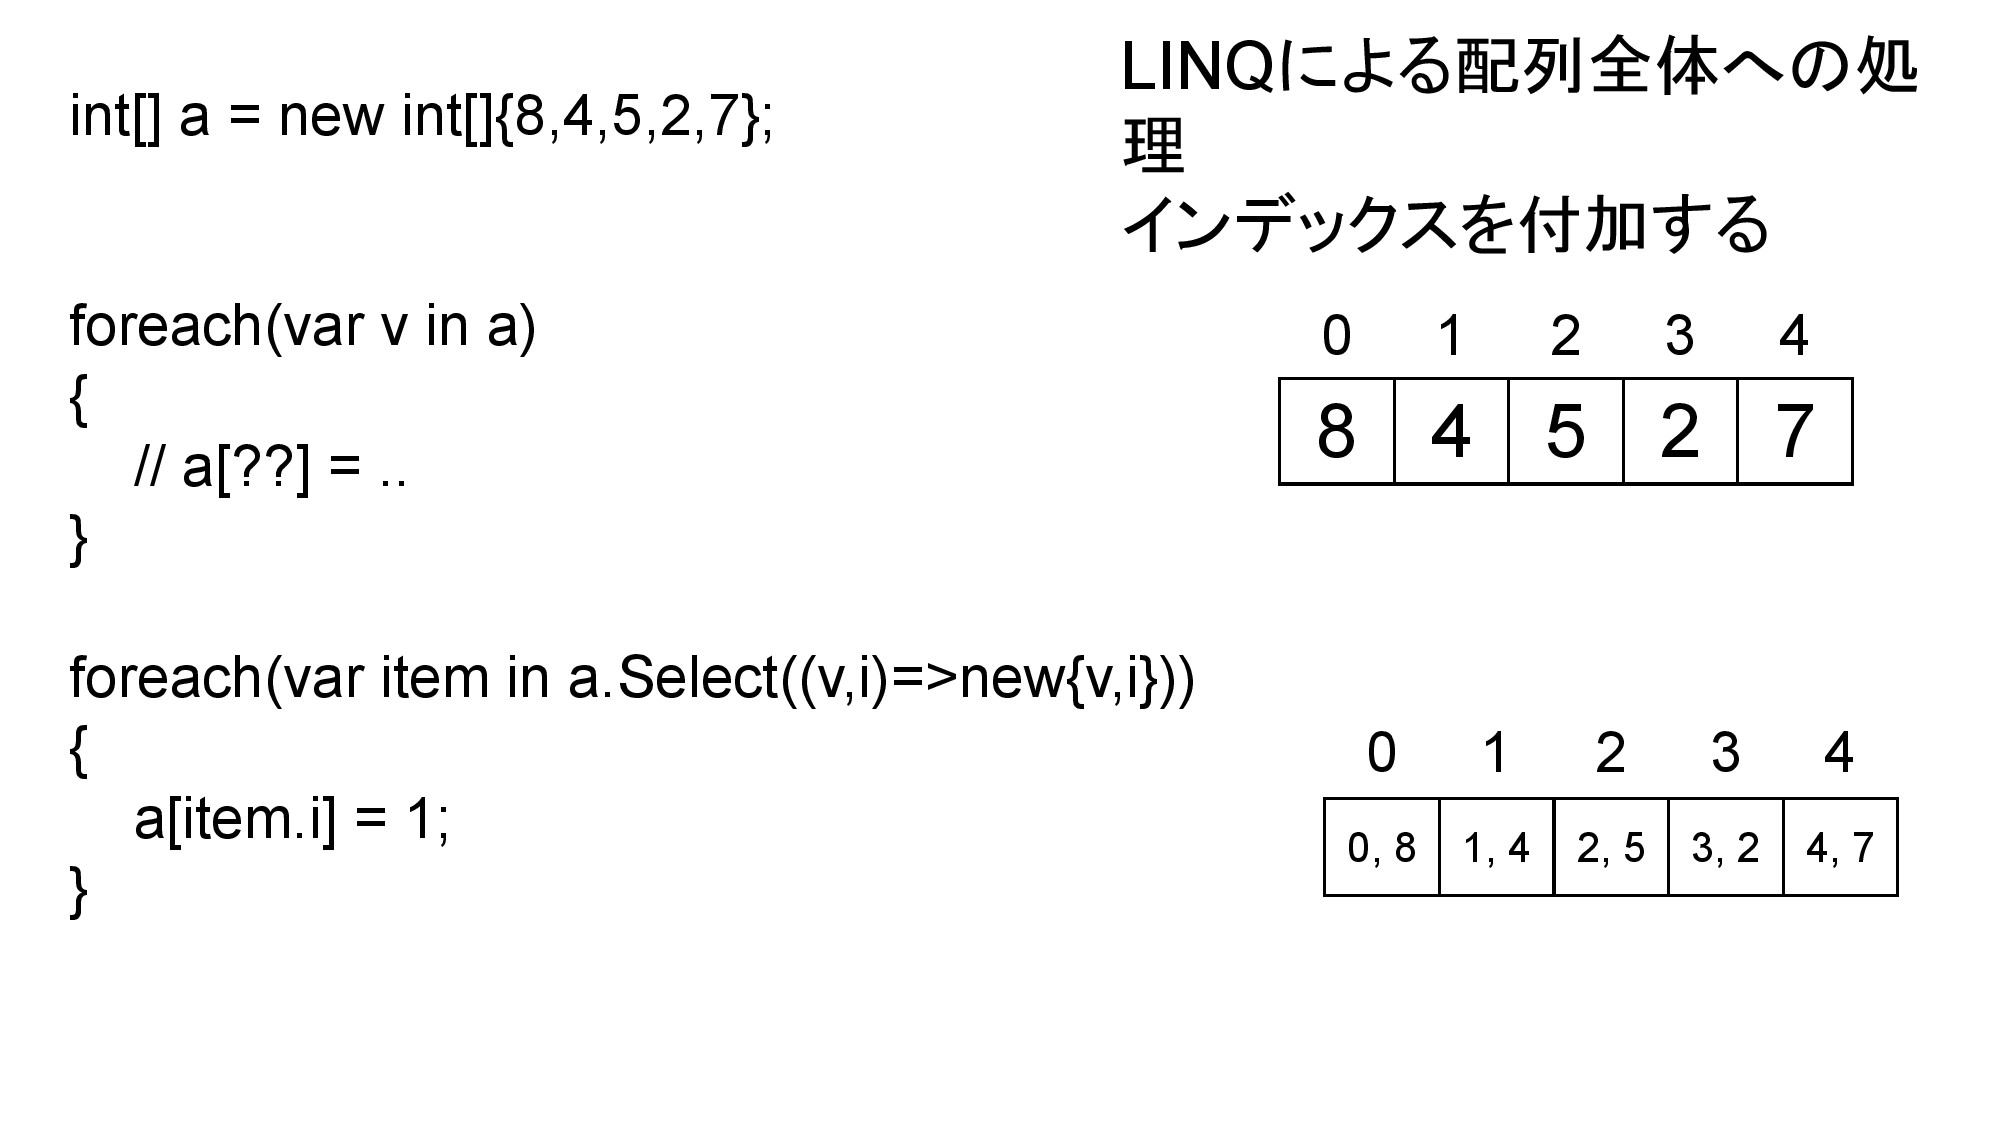 int[] a = new int[]{8,4,5,2,7};
LINQによる配列全体への処
理
インデックスを付加する
foreach(var v in a)
{
// a[??] = ..
}
0 1 2 3 4
8 4 5 2 7
foreach(var item in a.Select((v,i)=>new{v,i}))
{
a[item.i] = 1;
}
0 1 2 3 4
0, 8 1, 4 2, 5 3, 2 4, 7